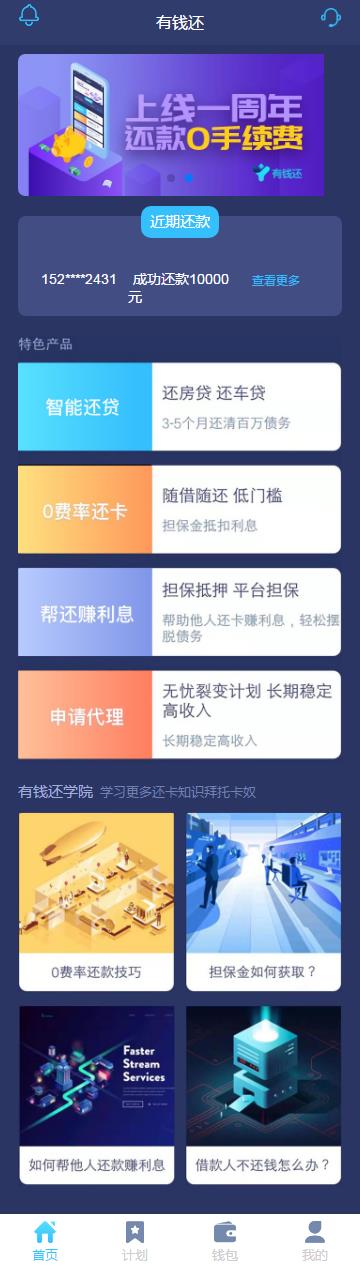 有钱还
上线一周年
还款0手续费
有钱还
近期还款
152****2431 成功还款10000元 查看更多
特色产品
智能还贷
还房贷 还车贷
3-5个月还清百万债务
0费率还卡
随借随还 低门槛
担保金抵扣利息
帮还赚利息
担保抵押 平台担保
帮助他人还卡赚利息，轻松摆
脱债务
申请代理
无忧裂变计划 长期稳定
高收入
长期稳定高收入
有钱还学院 学习更多还卡知识拜托卡奴
0费率还款技巧
担保金如何获取？
Faster
Stream
Services
如何帮他人还款赚利息
借款人不还钱怎么办？
首页
计划
钱包
我的